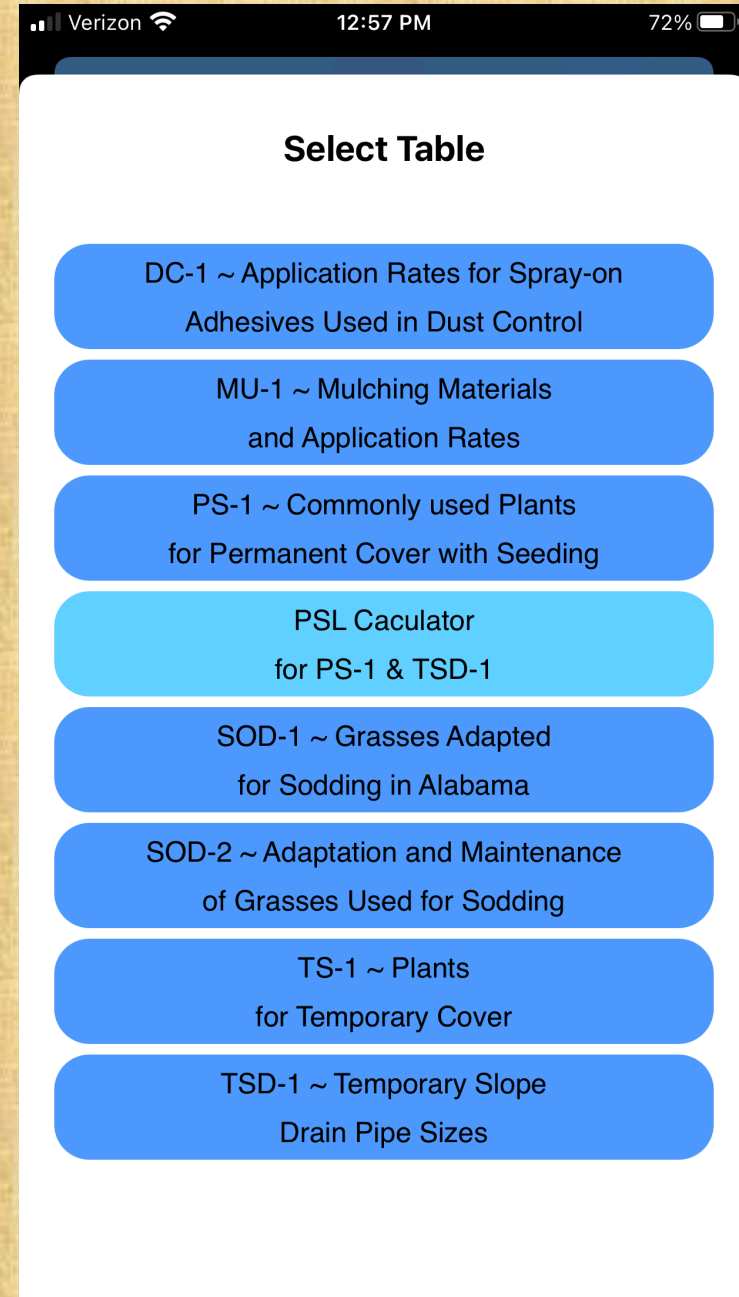 Verizon 12:57 PM 72%
Select Table
DC-1 ~ Application Rates for Spray-on
Adhesives Used in Dust Control
MU-1 ~ Mulching Materials
and Application Rates
PS-1 ~ Commonly used Plants
for Permanent Cover with Seeding
PSL Caculator
for PS-1 & TSD-1
SOD-1 ~ Grasses Adapted
for Sodding in Alabama
SOD-2 ~ Adaptation and Maintenance
of Grasses Used for Sodding
TS-1 ~ Plants
for Temporary Cover
TSD-1 ~ Temporary Slope
Drain Pipe Sizes